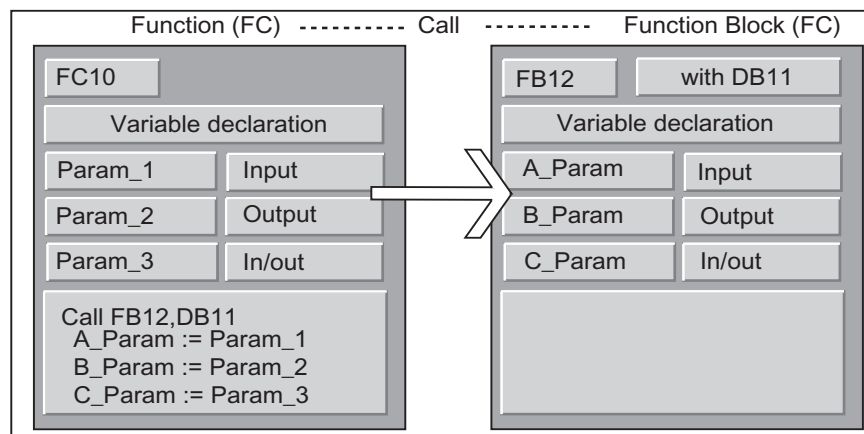 Function (FC) ---------- Call ---------- Function Block (FC)
FC10
Variable declaration
Param_1 Input
Param_2 Output
Param_3 In/out
Call FB12,DB11
A_Param := Param_1
B_Param := Param_2
C_Param := Param_3
FB12 with DB11
Variable declaration
A_Param Input
B_Param Output
C_Param In/out